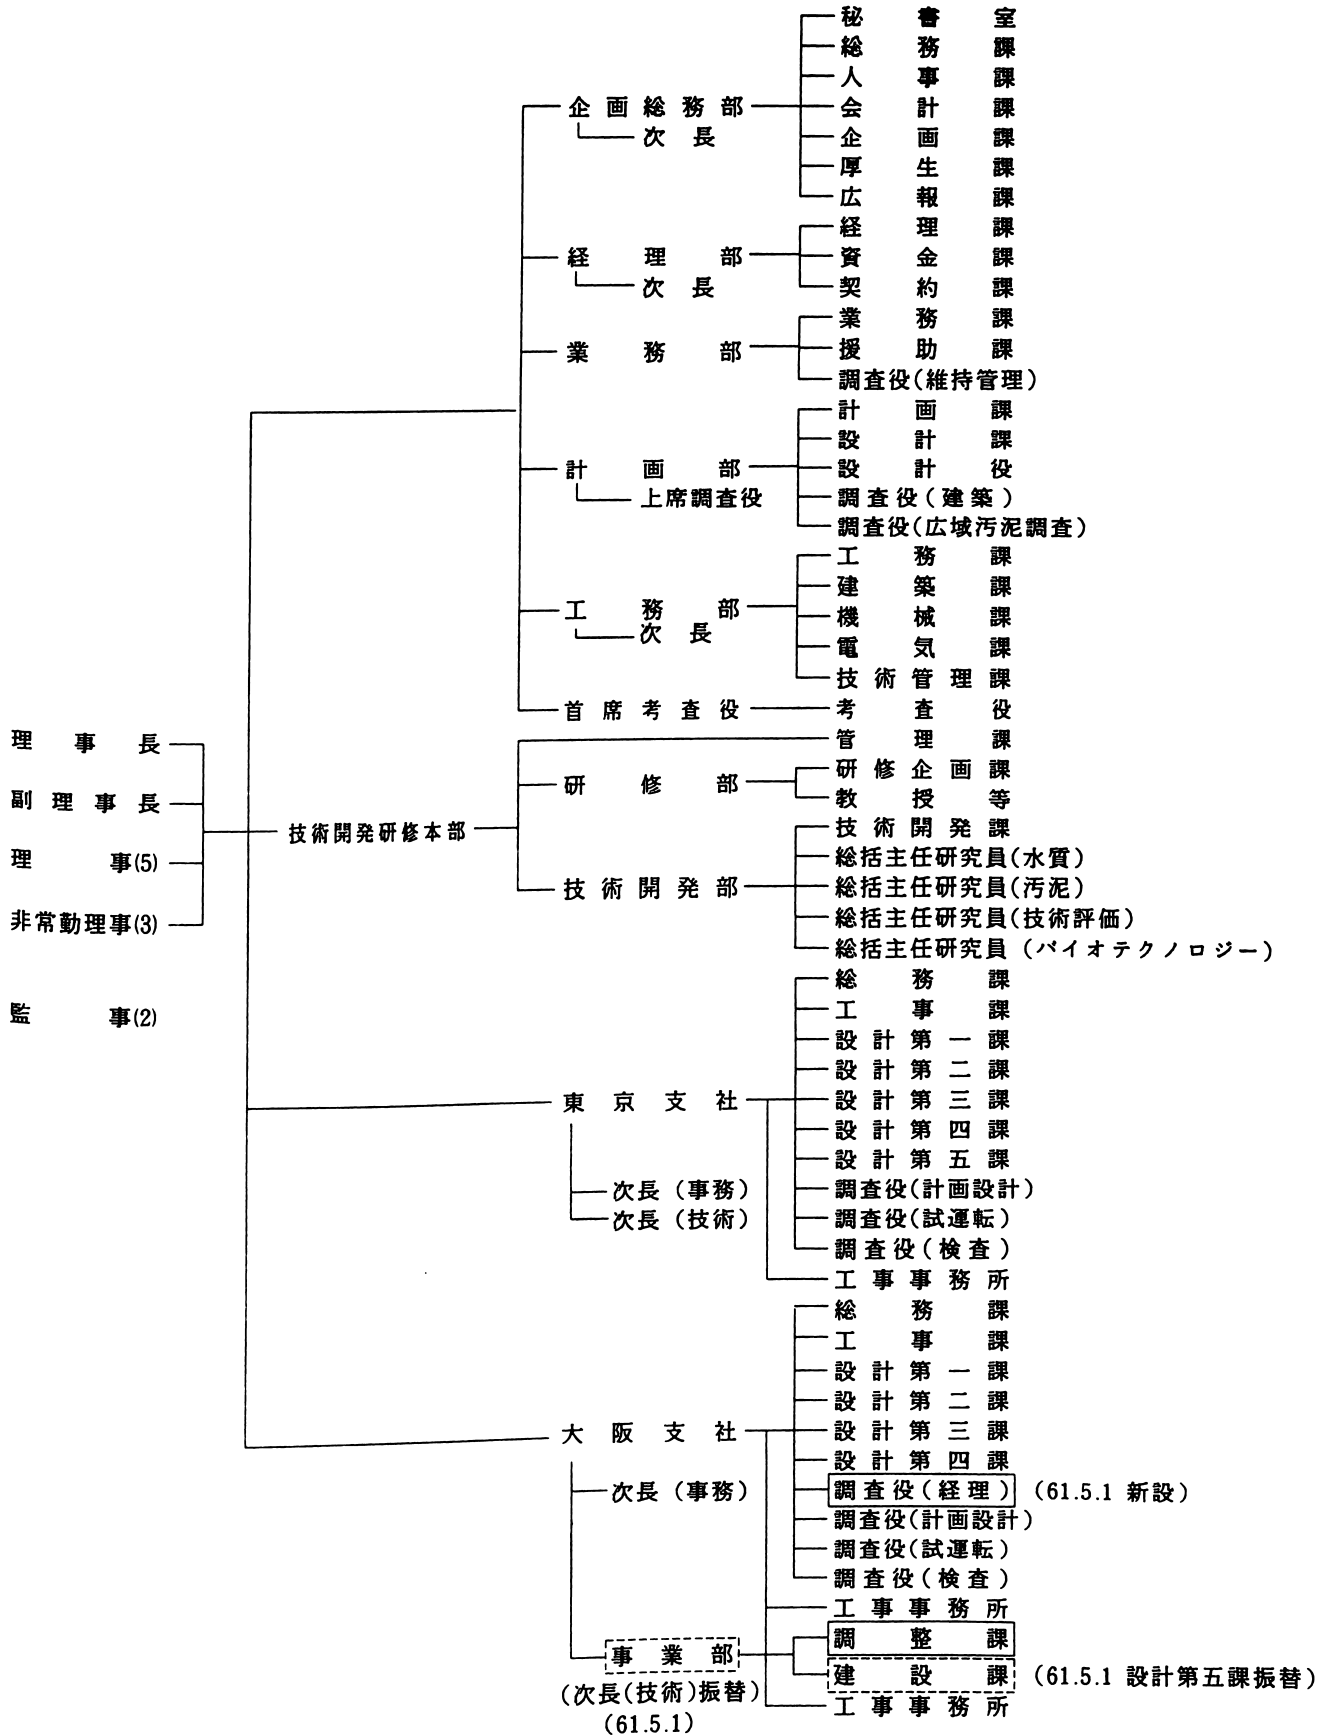 秘書室
総務課
人事課
企画総務部
会計課
次長
企画課
厚生課
広報課
経理課
経理部
資金課
次長
契約課
業務課
業務部
援助課
調査役(維持管理)
計画課
設計課
計画部
設計役
上席調査役
調査役(建築)
調査役(広域汚泥調査)
工務課
建築課
工務部
機械課
次長
電気課
技術管理課
首席考査役
考査役
管理課
理事長
研修企画課
研修部
副理事長
教授等
技術開発研修本部
技術開発課
理事(5)
総括主任研究員(水質)
技術開発部
総括主任研究員(汚泥)
非常勤理事(3)
総括主任研究員(技術評価)
総括主任研究員(バイオテクノロジー)
総務課
監事(2)
工事課
設計第一課
設計第二課
東京支社
設計第三課
設計第四課
設計第五課
次長(事務)
調査役(計画設計)
次長(技術)
調査役(試運転)
調査役(検査)
工事事務所
総務課
工事課
設計第一課
設計第二課
大阪支社
設計第三課
設計第四課
次長(事務)
調査役(経理) (61.5.1 新設)
調査役(計画設計)
調査役(試運転)
調査役(検査)
工事事務所
調整課
事業部
建設課 (61.5.1 設計第五課振替)
(次長(技術)振替)
工事事務所
(61.5.1)